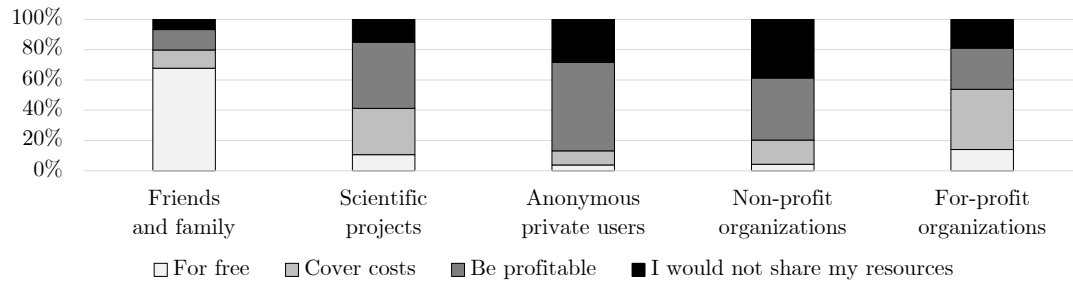 100%
80%
60%
40%
20%
0%
Friends
and family
Scientific
projects
Anonymous
private users
Non-profit
organizations
For-profit
organizations
For free
Cover costs
Be profitable
I would not share my resources